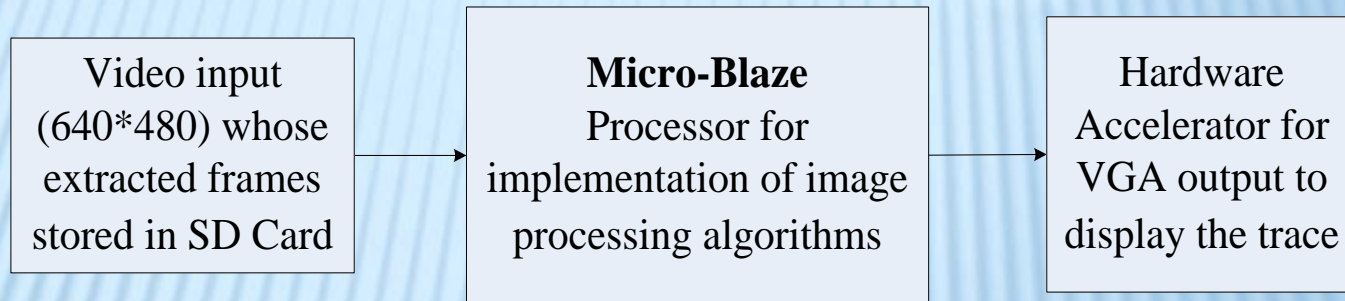 Video input
(640*480) whose
extracted frames
stored in SD Card
Micro-Blaze
Processor for
implementation of image
processing algorithms
Hardware
Accelerator for
VGA output to
display the trace